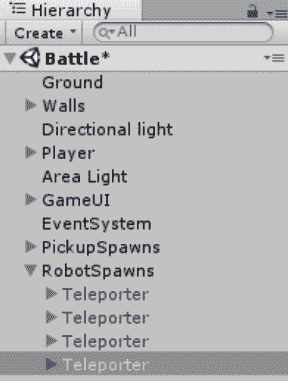 Hierarchy
Create All
Battle*
Ground
Walls
Directional light
Player
Area Light
GameUI
EventSystem
PickupSpawns
RobotSpawns
Teleporter
Teleporter
Teleporter
Teleporter